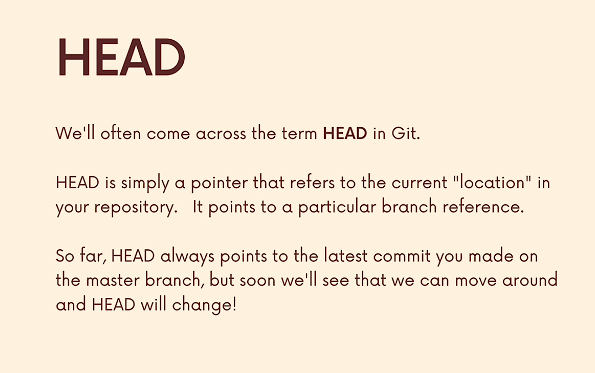 HEAD
We'll often come across the term HEAD in Git.
HEAD is simply a pointer that refers to the current "location" in
your repository. It points to a particular branch reference.
So far, HEAD always points to the latest commit you made on
the master branch, but soon we'll see that we can move around
and HEAD will change!